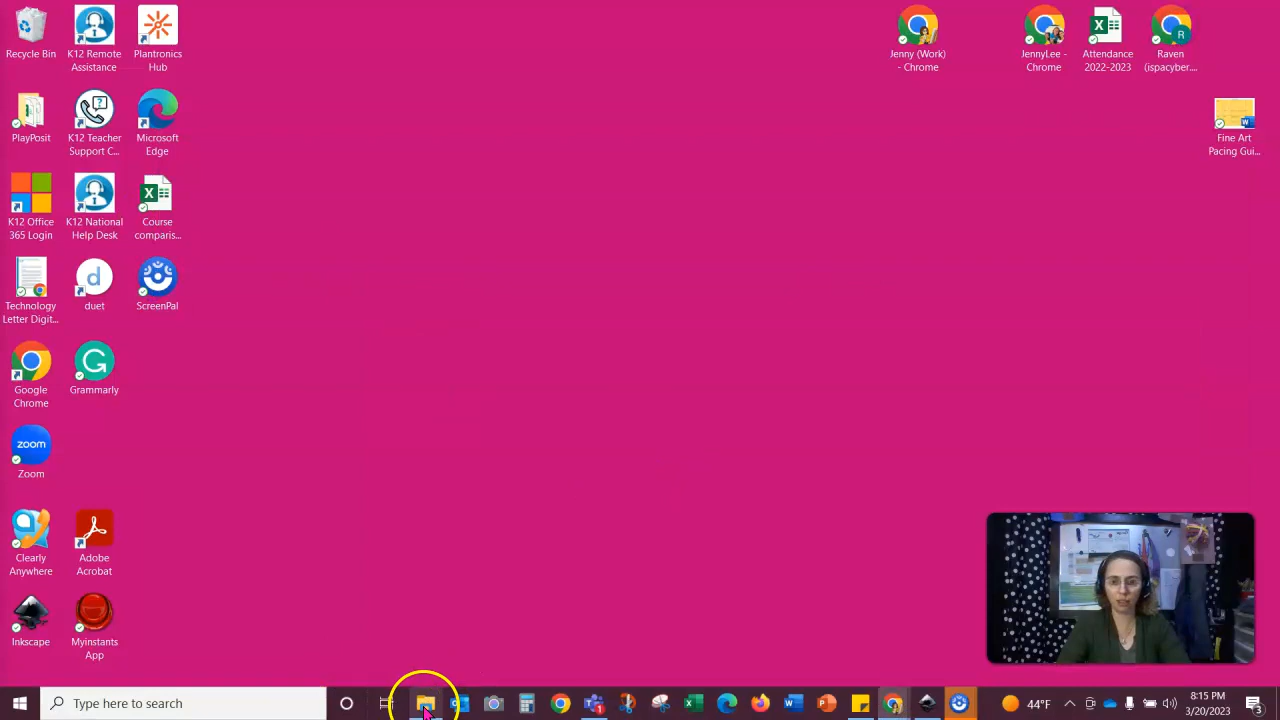 Recycle Bin
K12 Remote
Assistance
Plantronics
Hub
Jenny (Work)
- Chrome
JennyLee -
Chrome
Attendance
2022-2023
R
Raven
(ispacyber....
PlayPosit
K12 Teacher
Support C...
Microsoft
Edge
Fine Art
Pacing Gui...
K12 Office
365 Login
K12 National
Help Desk
Course
comparis...
Technology
Letter Digit...
d
duet
ScreenPal
Google
Chrome
Grammarly
zoom
Zoom
Clearly
Anywhere
Adobe
Acrobat
Inkscape
Myinstants
App
Type here to search
44°F
8:15 PM
3/20/2023
3